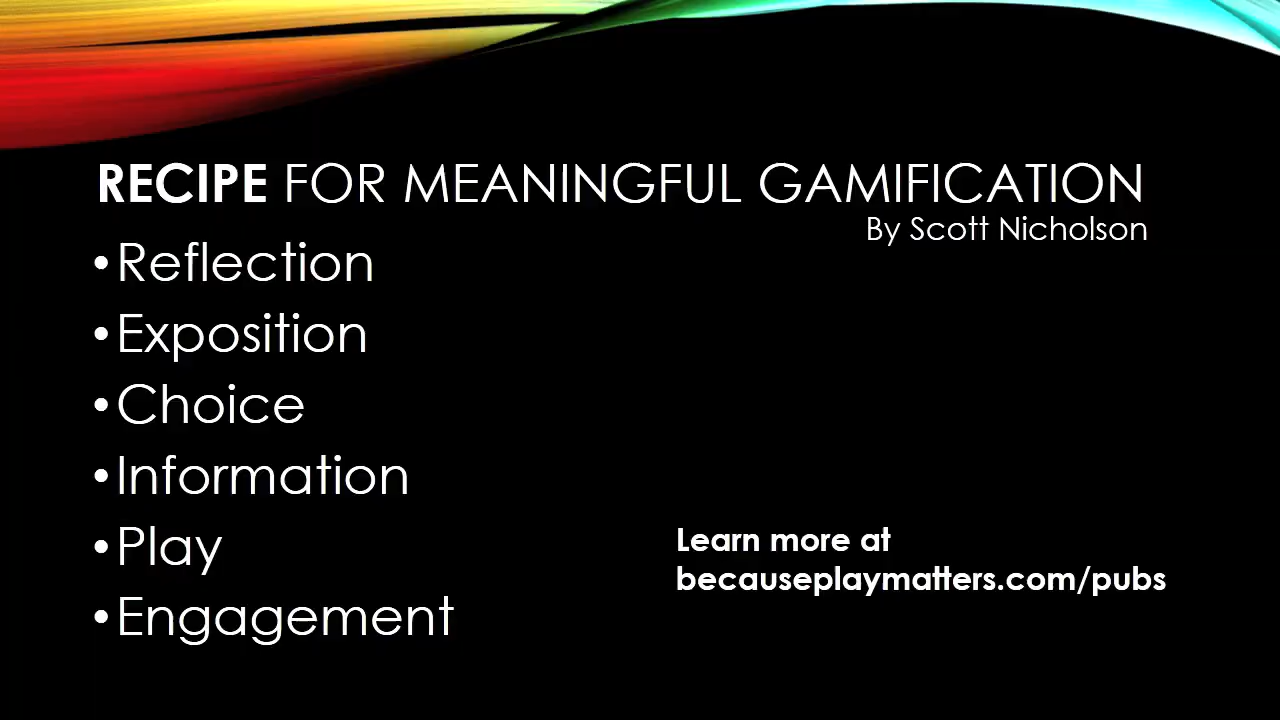 RECIPE FOR MEANINGFUL GAMIFICATION
By Scott Nicholson
•Reflection
•Exposition
•Choice
•Information
•Play
•Engagement
Learn more at
becauseplaymatters.com/pubs